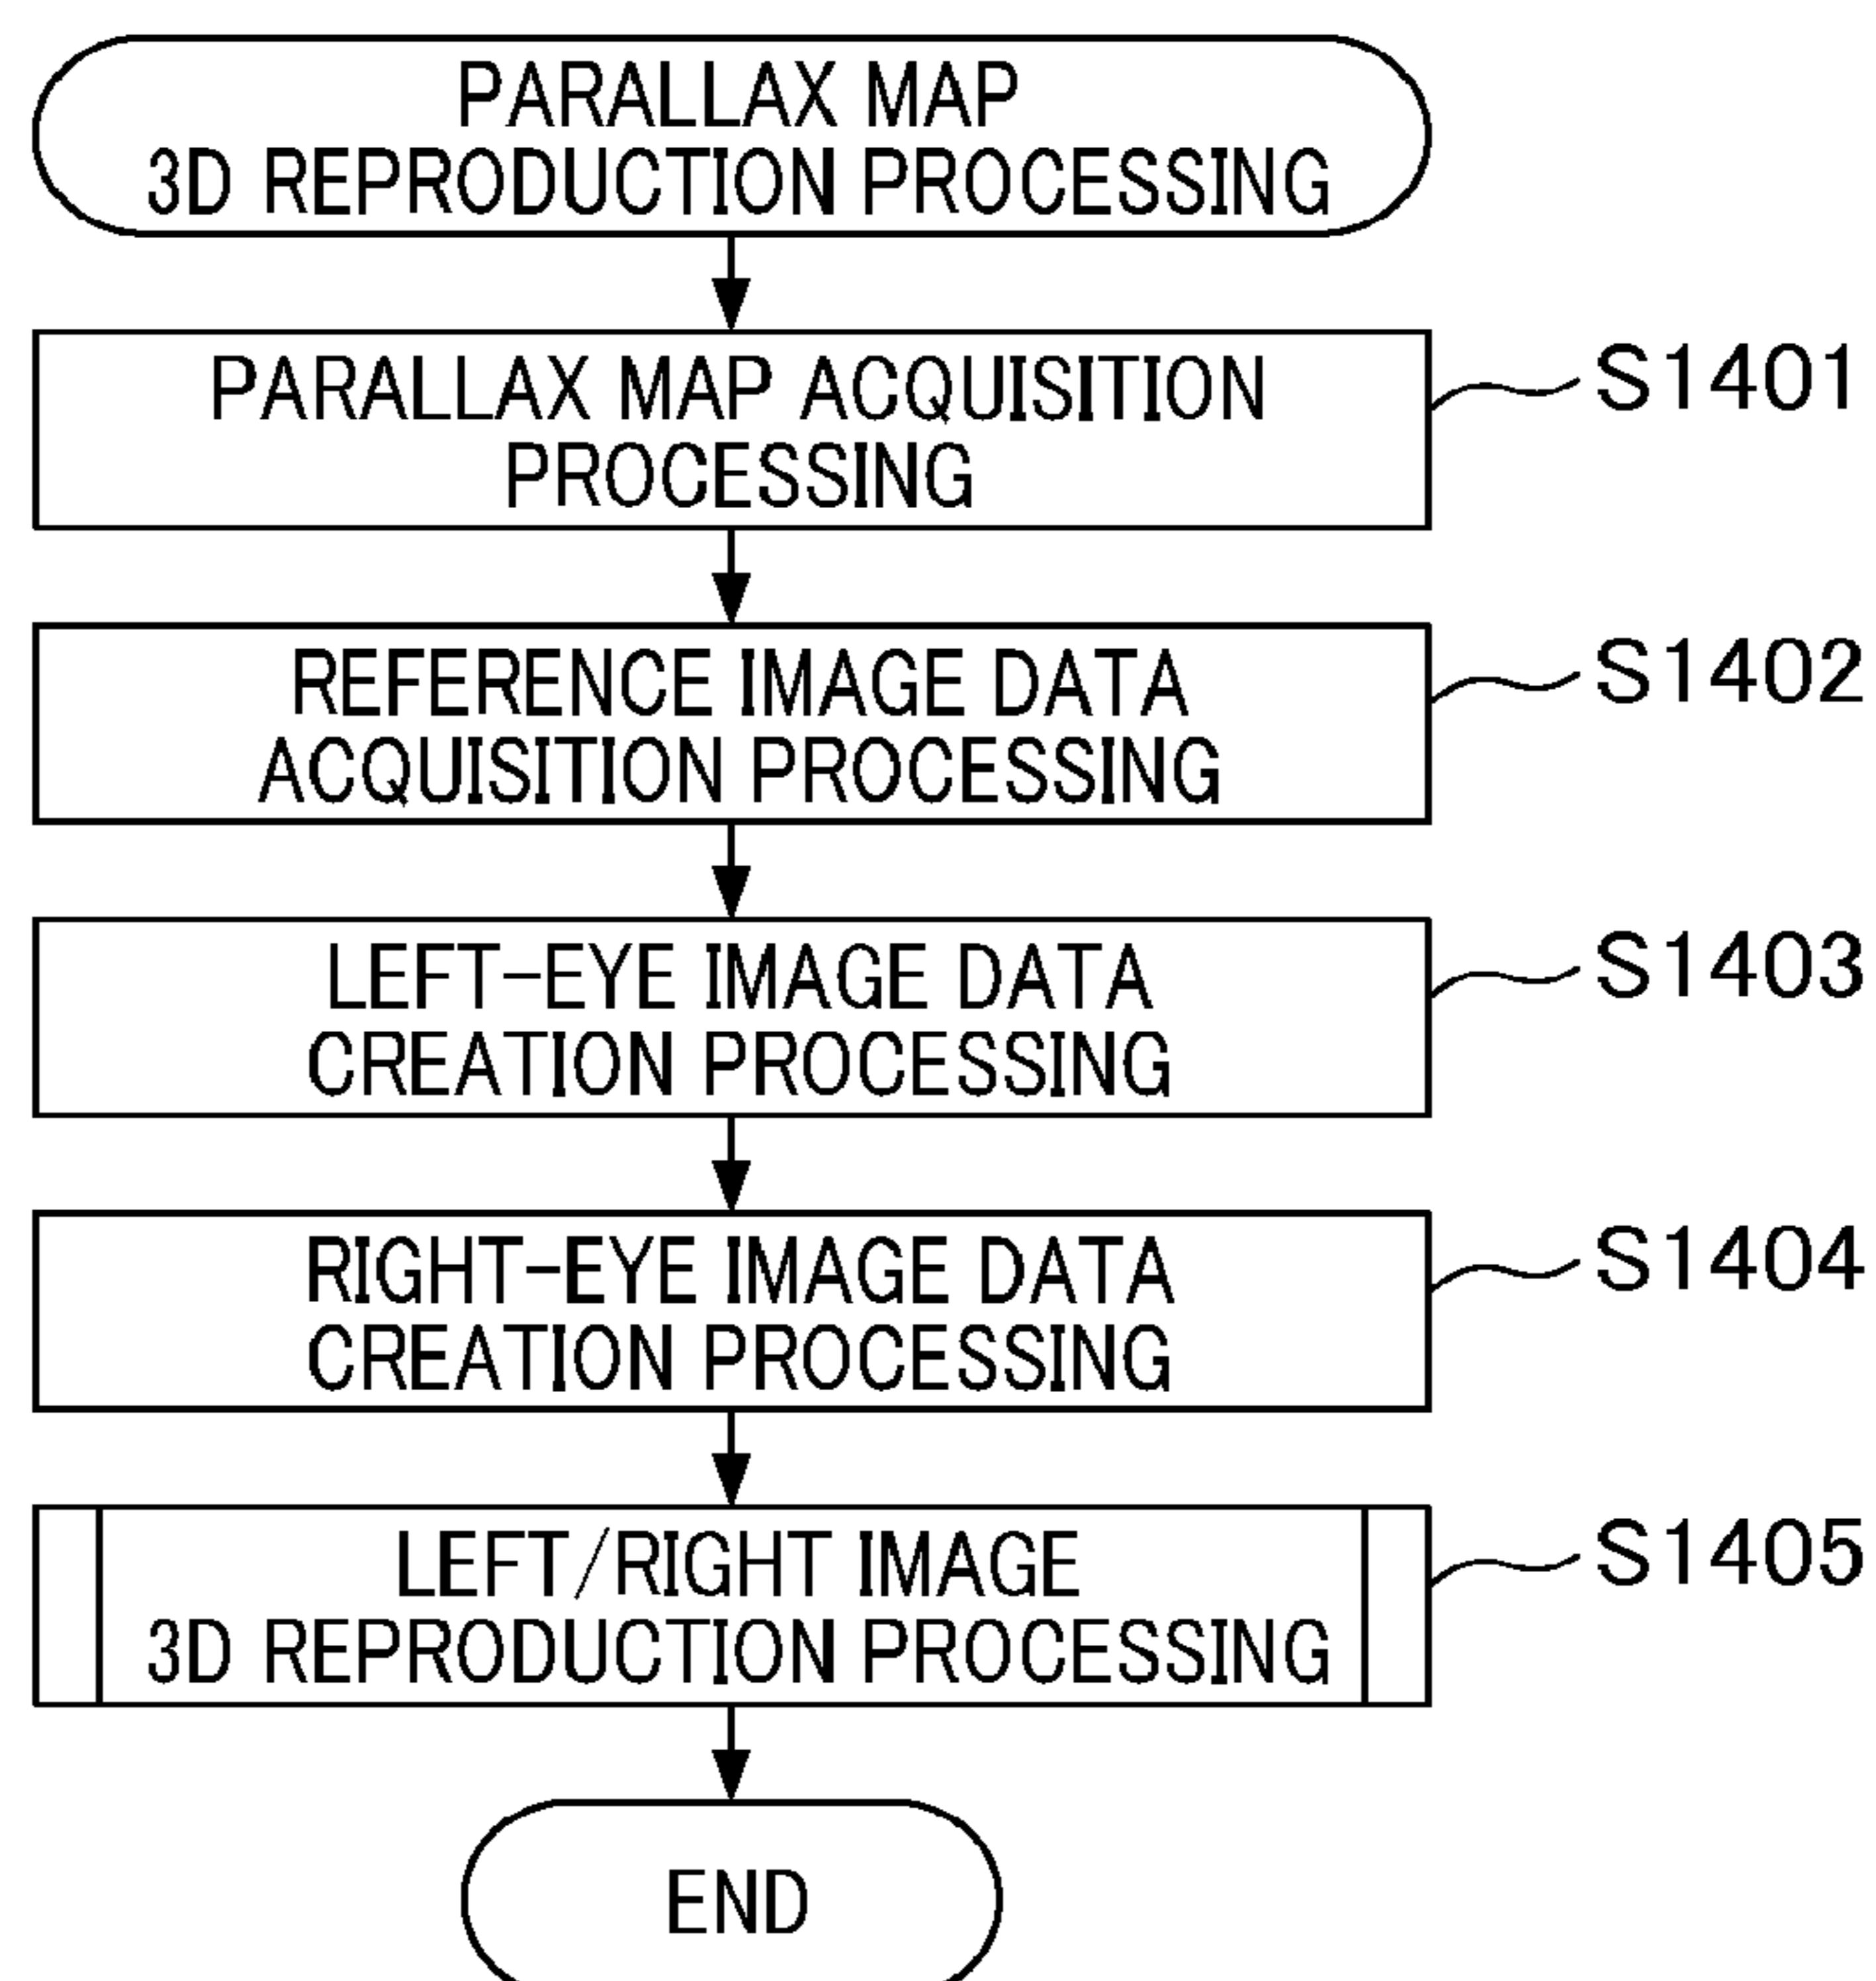 PARALLAX MAP
3D REPRODUCTION PROCESSING
PARALLAX MAP ACQUISITION
PROCESSING
S1401
REFERENCE IMAGE DATA
ACQUISITION PROCESSING
S1402
LEFT-EYE IMAGE DATA
CREATION PROCESSING
S1403
RIGHT-EYE IMAGE DATA
CREATION PROCESSING
S1404
LEFT/RIGHT IMAGE
3D REPRODUCTION PROCESSING
S1405
END